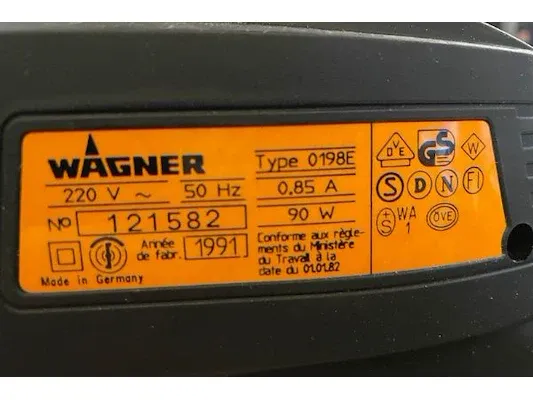 WAGNER
Type 0198E
220 V ~ 50 Hz
0.85 A
No 121582
90 W
Année de fabr. 1991
Conforme aux règle-
ments du Ministère
du Travail à la
date du 01.01.82
Made in Germany
VDE GS W
S D N FI
+S WA 1 ÖVE